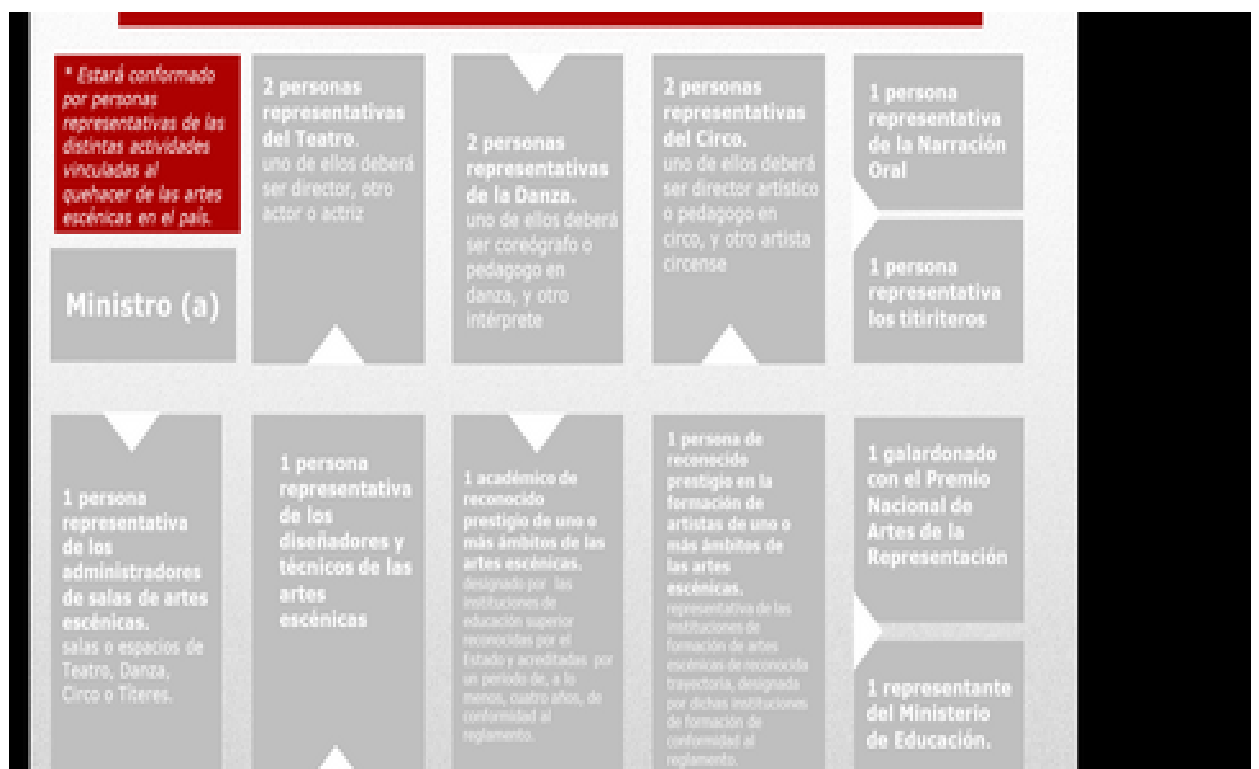 * Estará conformado
por personas
representativas de las
distintas actividades
vinculadas al
quehacer de las artes
escénicas en el país.
Ministro (a)
2 personas
representativas
del Teatro.
uno de ellos deberá
ser director, otro
actor o actriz
2 personas
representativas
de la Danza.
uno de ellos deberá
ser coreógrafo o
pedagogo en
danza, y otro
intérprete
2 personas
representativas
del Circo.
uno de ellos deberá
ser director artístico
o pedagogo en
circo, y otro artista
circense
1 persona
representativa
de la Narración
Oral
1 persona
representativa
los titiriteros
1 persona
representativa
de los
administradores
de salas de artes
escénicas.
salas o espacios de
Teatro, Danza,
Circo o Títeres.
1 persona
representativa
de los
diseñadores y
técnicos de las
artes
escénicas
1 académico de
reconocido
prestigio de uno o
más ámbitos de las
artes escénicas.
designado por las
instituciones de
educación superior
reconocidas por el
Estado y acreditadas por
un período de, a lo
menos, cuatro años, de
conformidad al
reglamento.
1 persona de
reconocido
prestigio en la
formación de
artistas de uno o
más ámbitos de
las artes
escénicas.
representativa de las
instituciones de
formación de artes
escénicas de reconocida
trayectoria, designada
por dichas instituciones
de formación de
conformidad al
reglamento.
1 galardonado
con el Premio
Nacional de
Artes de la
Representación
1 representante
del Ministerio
de Educación.